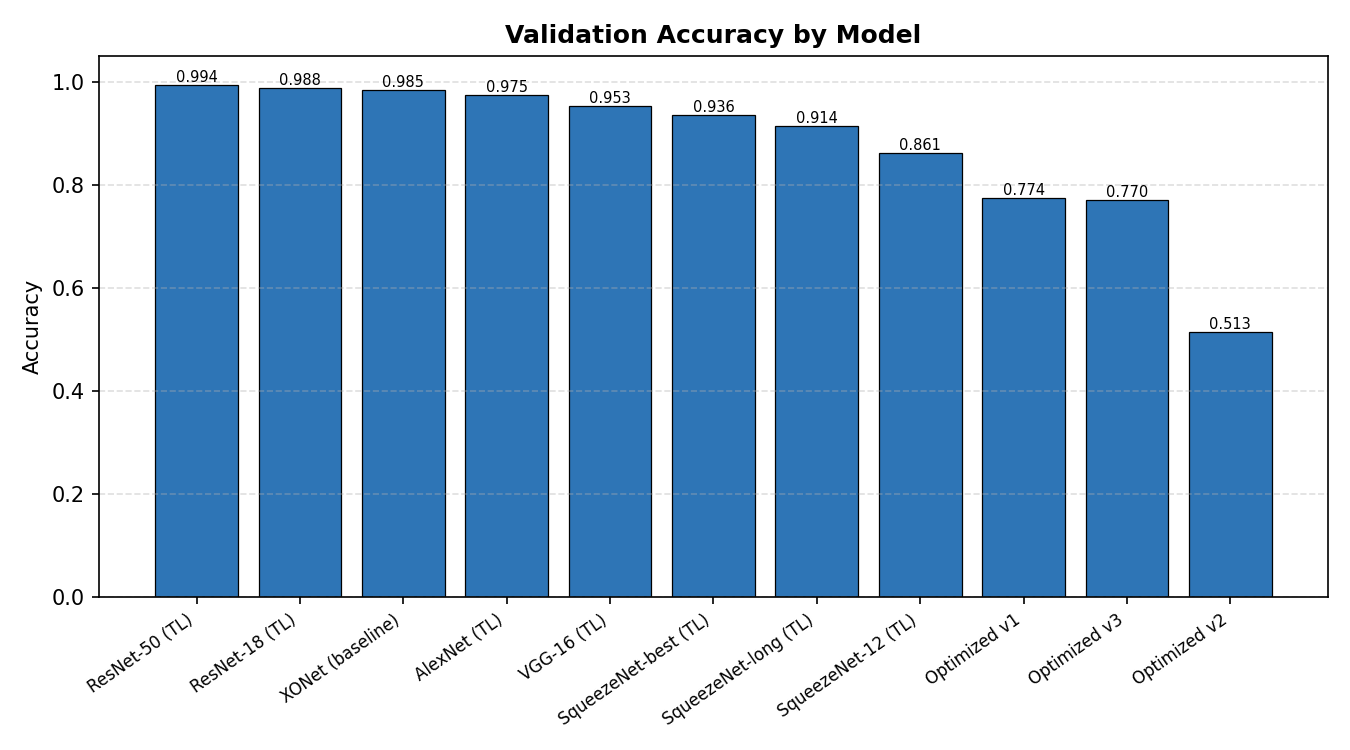 Validation Accuracy by Model
Accuracy
1.0
0.8
0.6
0.4
0.2
0.0
0.994
0.988
0.985
0.975
0.953
0.936
0.914
0.861
0.774
0.770
0.513
ResNet-50 (TL)
ResNet-18 (TL)
XONet (baseline)
AlexNet (TL)
VGG-16 (TL)
SqueezeNet-best (TL)
SqueezeNet-long (TL)
SqueezeNet-12 (TL)
Optimized v1
Optimized v3
Optimized v2